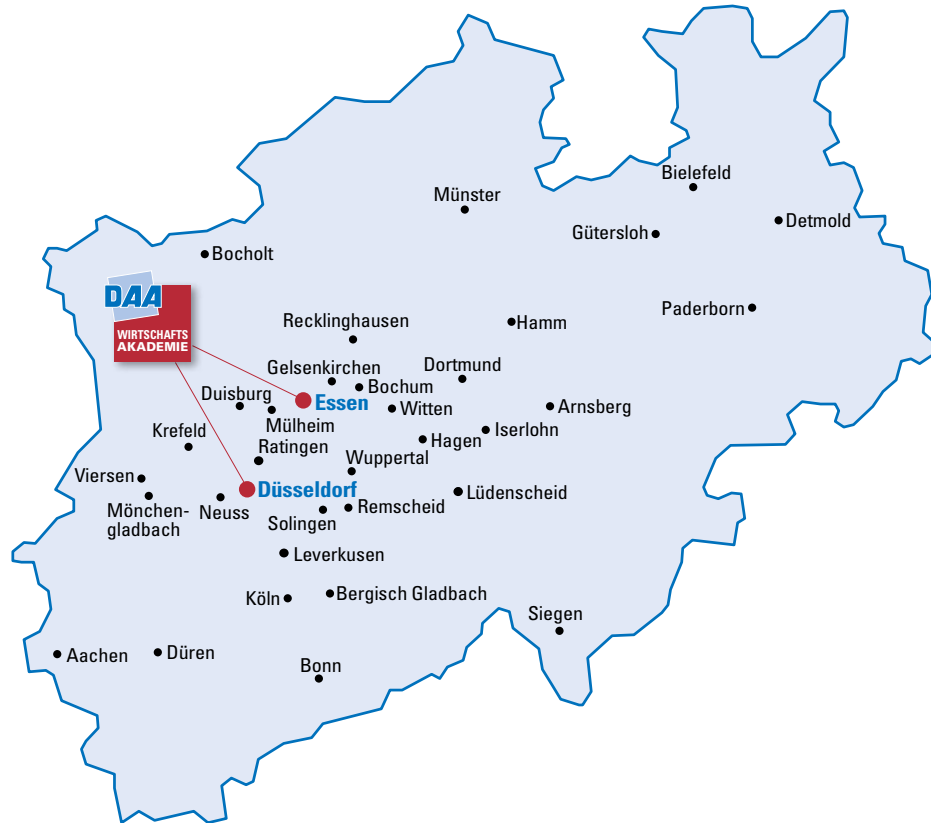 Bielefeld
Münster
Detmold
Gütersloh
Bocholt
DAA
WIRTSCHAFTS
AKADEMIE
Paderborn
Recklinghausen
Hamm
Gelsenkirchen
Dortmund
Bochum
Duisburg
Essen
Witten
Arnsberg
Mülheim
Krefeld
Iserlohn
Hagen
Ratingen
Wuppertal
Viersen
Düsseldorf
Lüdenscheid
Mönchen-
gladbach
Neuss
Remscheid
Solingen
Leverkusen
Köln
Bergisch Gladbach
Siegen
Aachen
Düren
Bonn